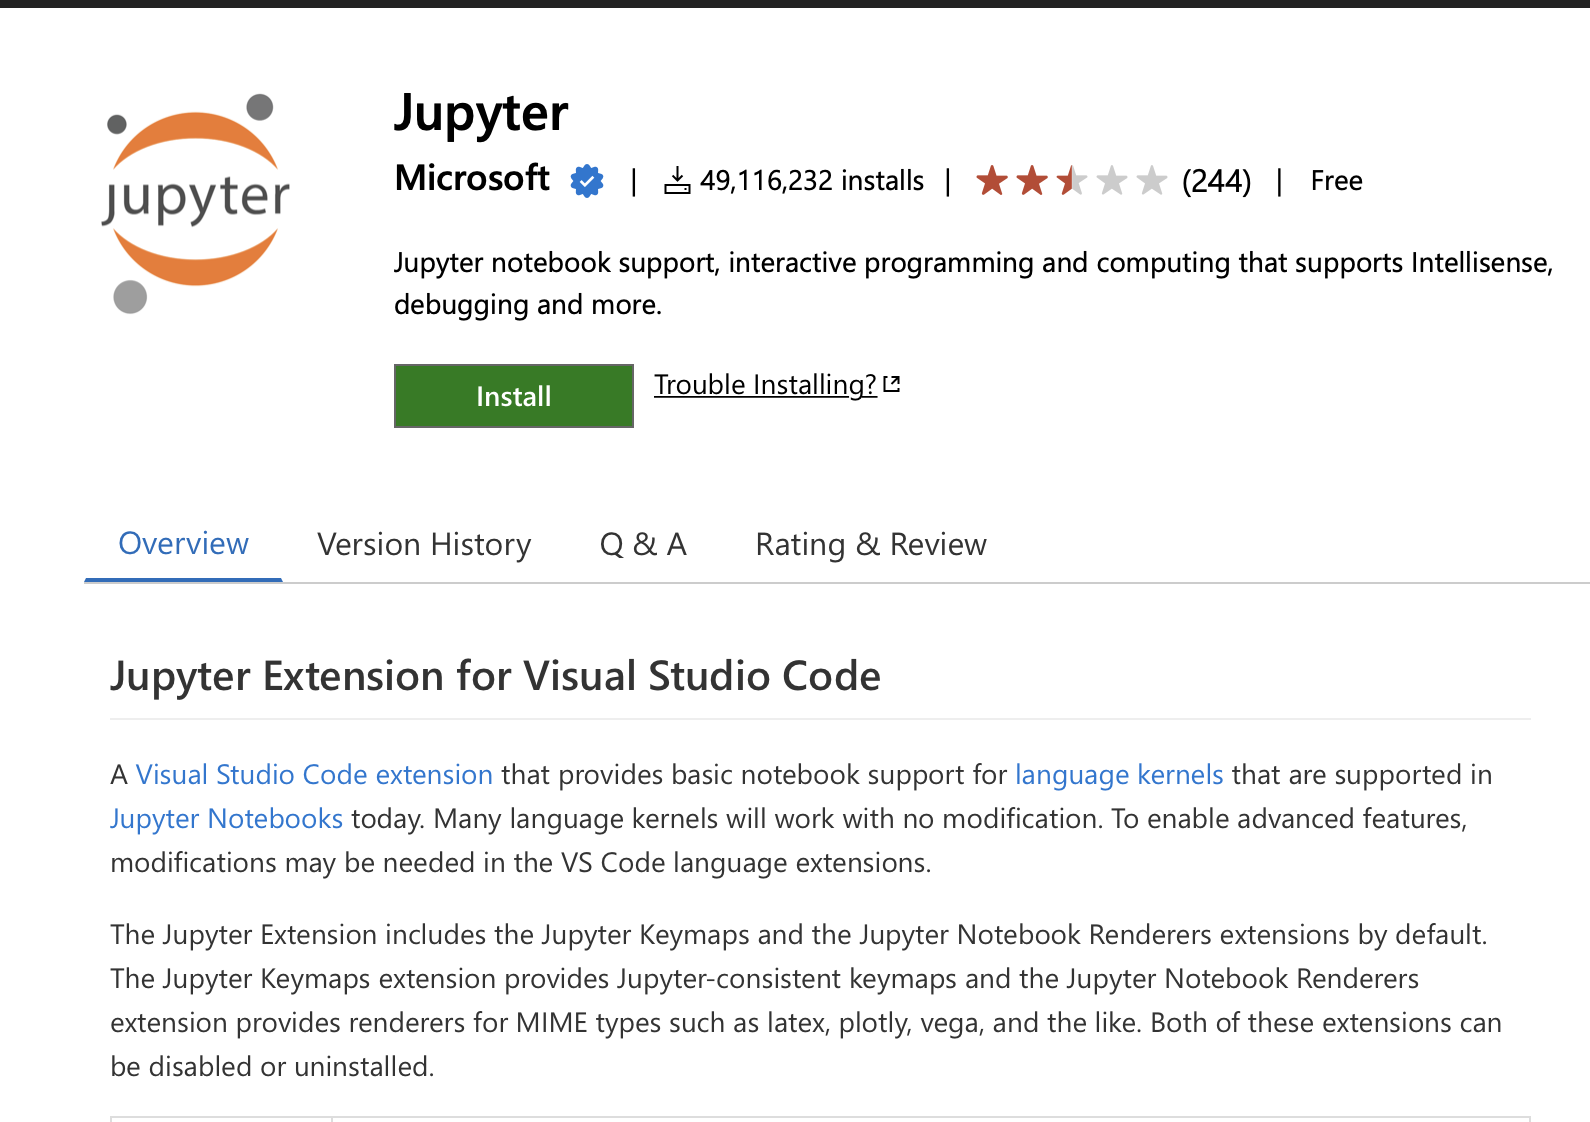 jupyter
Jupyter
Microsoft | 49,116,232 installs | (244) | Free
Jupyter notebook support, interactive programming and computing that supports Intellisense,
debugging and more.
Install
Trouble Installing?
Overview Version History Q & A Rating & Review
Jupyter Extension for Visual Studio Code
A Visual Studio Code extension that provides basic notebook support for language kernels that are supported in
Jupyter Notebooks today. Many language kernels will work with no modification. To enable advanced features,
modifications may be needed in the VS Code language extensions.
The Jupyter Extension includes the Jupyter Keymaps and the Jupyter Notebook Renderers extensions by default.
The Jupyter Keymaps extension provides Jupyter-consistent keymaps and the Jupyter Notebook Renderers
extension provides renderers for MIME types such as latex, plotly, vega, and the like. Both of these extensions can
be disabled or uninstalled.